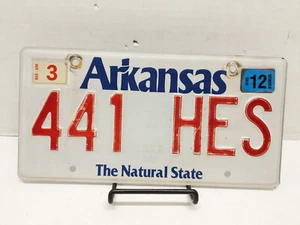 3 Arkansas 12
441 HES
The Natural State